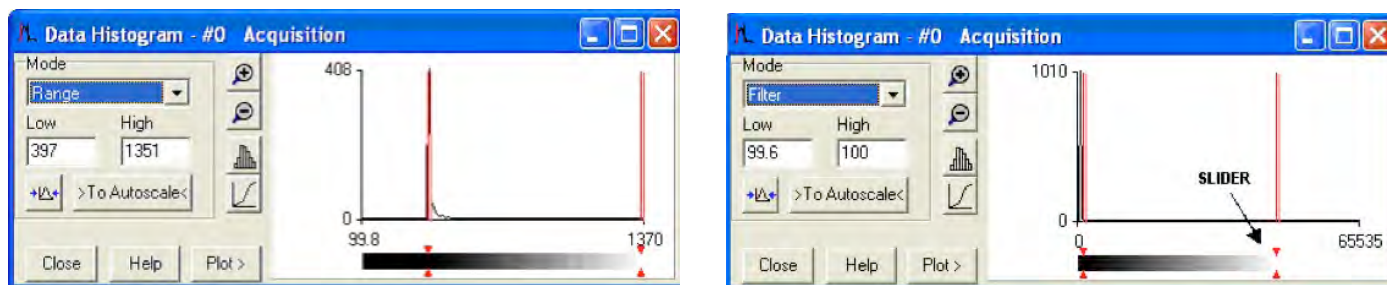 Data Histogram - #0 Acquisition
Mode
Range
Low High
397 1351
>To Autoscale<
Close Help Plot >
408
0
99.8 1370
Data Histogram - #0 Acquisition
Mode
Filter
Low High
99.6 100
>To Autoscale<
Close Help Plot >
1010
SLIDER
0
0 65535